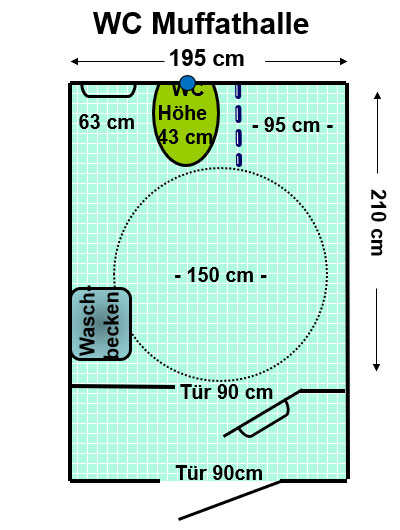 WC Muffathalle
195 cm
WC
Höhe
43 cm
63 cm
- 95 cm -
210 cm
- 150 cm -
Wasch-
becken
Tür 90 cm
Tür 90cm